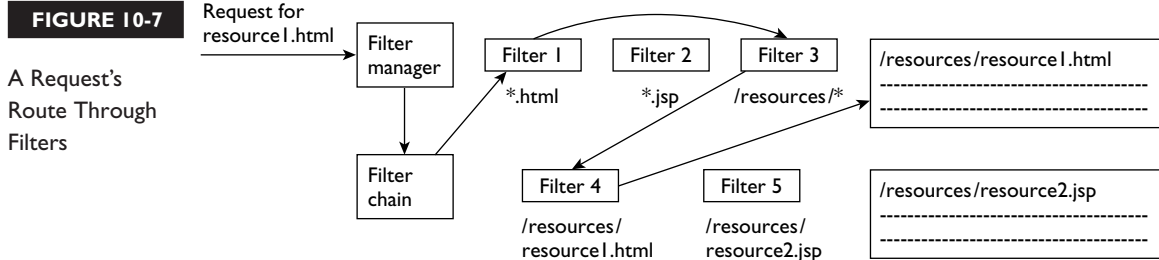 FIGURE 10-7
A Request's
Route Through
Filters
Request for
resource1.html
Filter
manager
Filter
chain
Filter 1
*.html
Filter 2
*.jsp
Filter 3
/resources/*
Filter 4
/resources/
resource1.html
Filter 5
/resources/
resource2.jsp
/resources/resource1.html
/resources/resource2.jsp